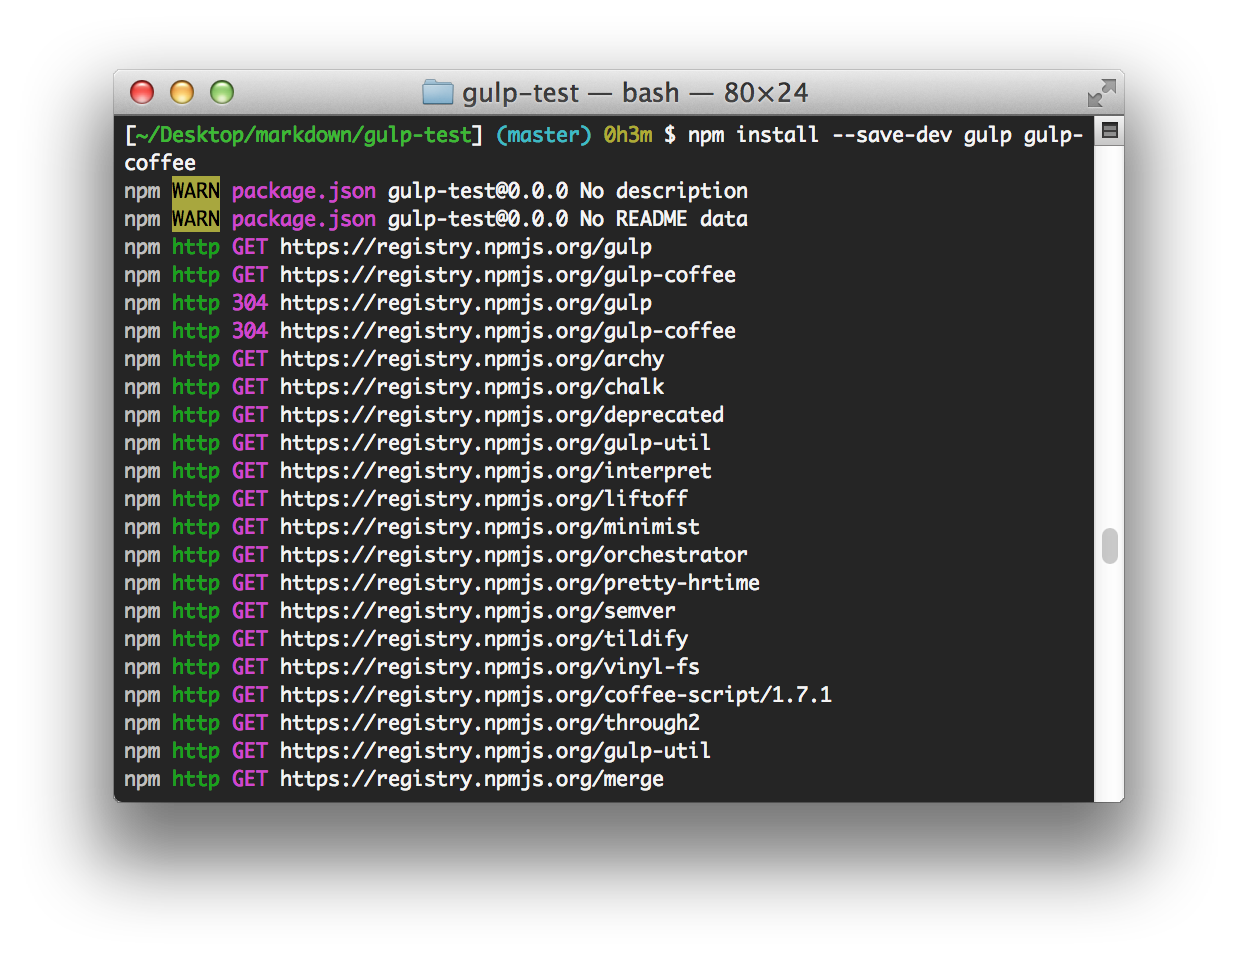 gulp-test — bash — 80×24
[~/Desktop/markdown/gulp-test] (master) 0h3m $ npm install --save-dev gulp gulp-
coffee
npm WARN package.json gulp-test@0.0.0 No description
npm WARN package.json gulp-test@0.0.0 No README data
npm http GET https://registry.npmjs.org/gulp
npm http GET https://registry.npmjs.org/gulp-coffee
npm http 304 https://registry.npmjs.org/gulp
npm http 304 https://registry.npmjs.org/gulp-coffee
npm http GET https://registry.npmjs.org/archy
npm http GET https://registry.npmjs.org/chalk
npm http GET https://registry.npmjs.org/deprecated
npm http GET https://registry.npmjs.org/gulp-util
npm http GET https://registry.npmjs.org/interpret
npm http GET https://registry.npmjs.org/liftoff
npm http GET https://registry.npmjs.org/minimist
npm http GET https://registry.npmjs.org/orchestrator
npm http GET https://registry.npmjs.org/pretty-hrtime
npm http GET https://registry.npmjs.org/semver
npm http GET https://registry.npmjs.org/tildify
npm http GET https://registry.npmjs.org/vinyl-fs
npm http GET https://registry.npmjs.org/coffee-script/1.7.1
npm http GET https://registry.npmjs.org/through2
npm http GET https://registry.npmjs.org/gulp-util
npm http GET https://registry.npmjs.org/merge